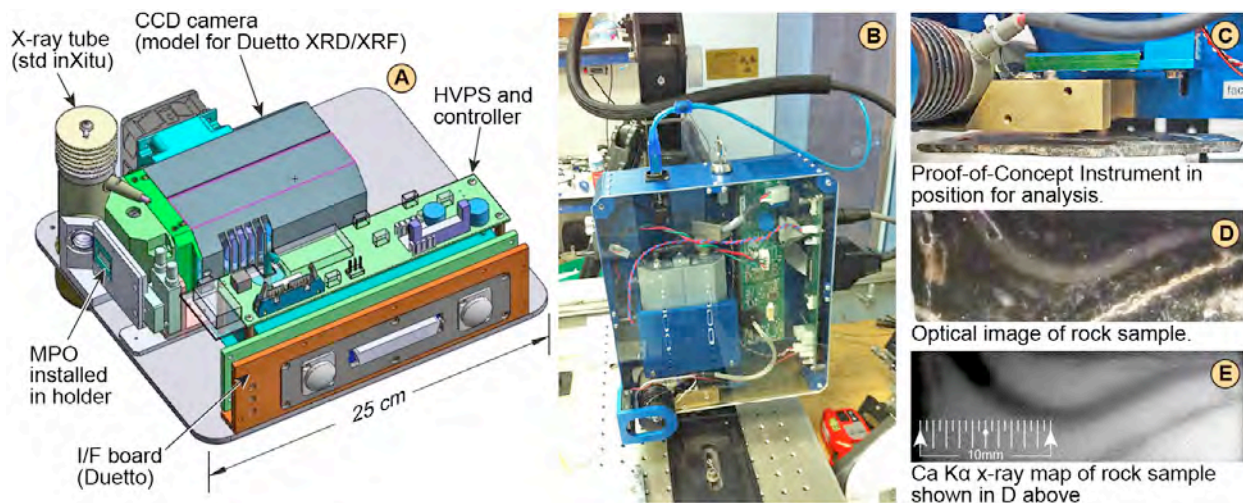 CCD camera
(model for Duetto XRD/XRF)
X-ray tube
(std inXitu)
A
HVPS and
controller
MPO
installed
in holder
I/F board
(Duetto)
25 cm
B
C
fac
Proof-of-Concept Instrument in
position for analysis.
D
Optical image of rock sample.
E
10mm
Ca Kα x-ray map of rock sample
shown in D above